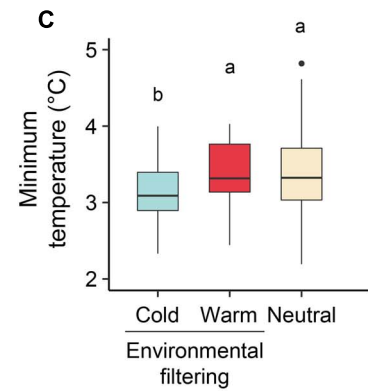 C
a
a
b
5
4
3
2
Minimum
temperature (°C)
Cold Warm Neutral
Environmental
filtering